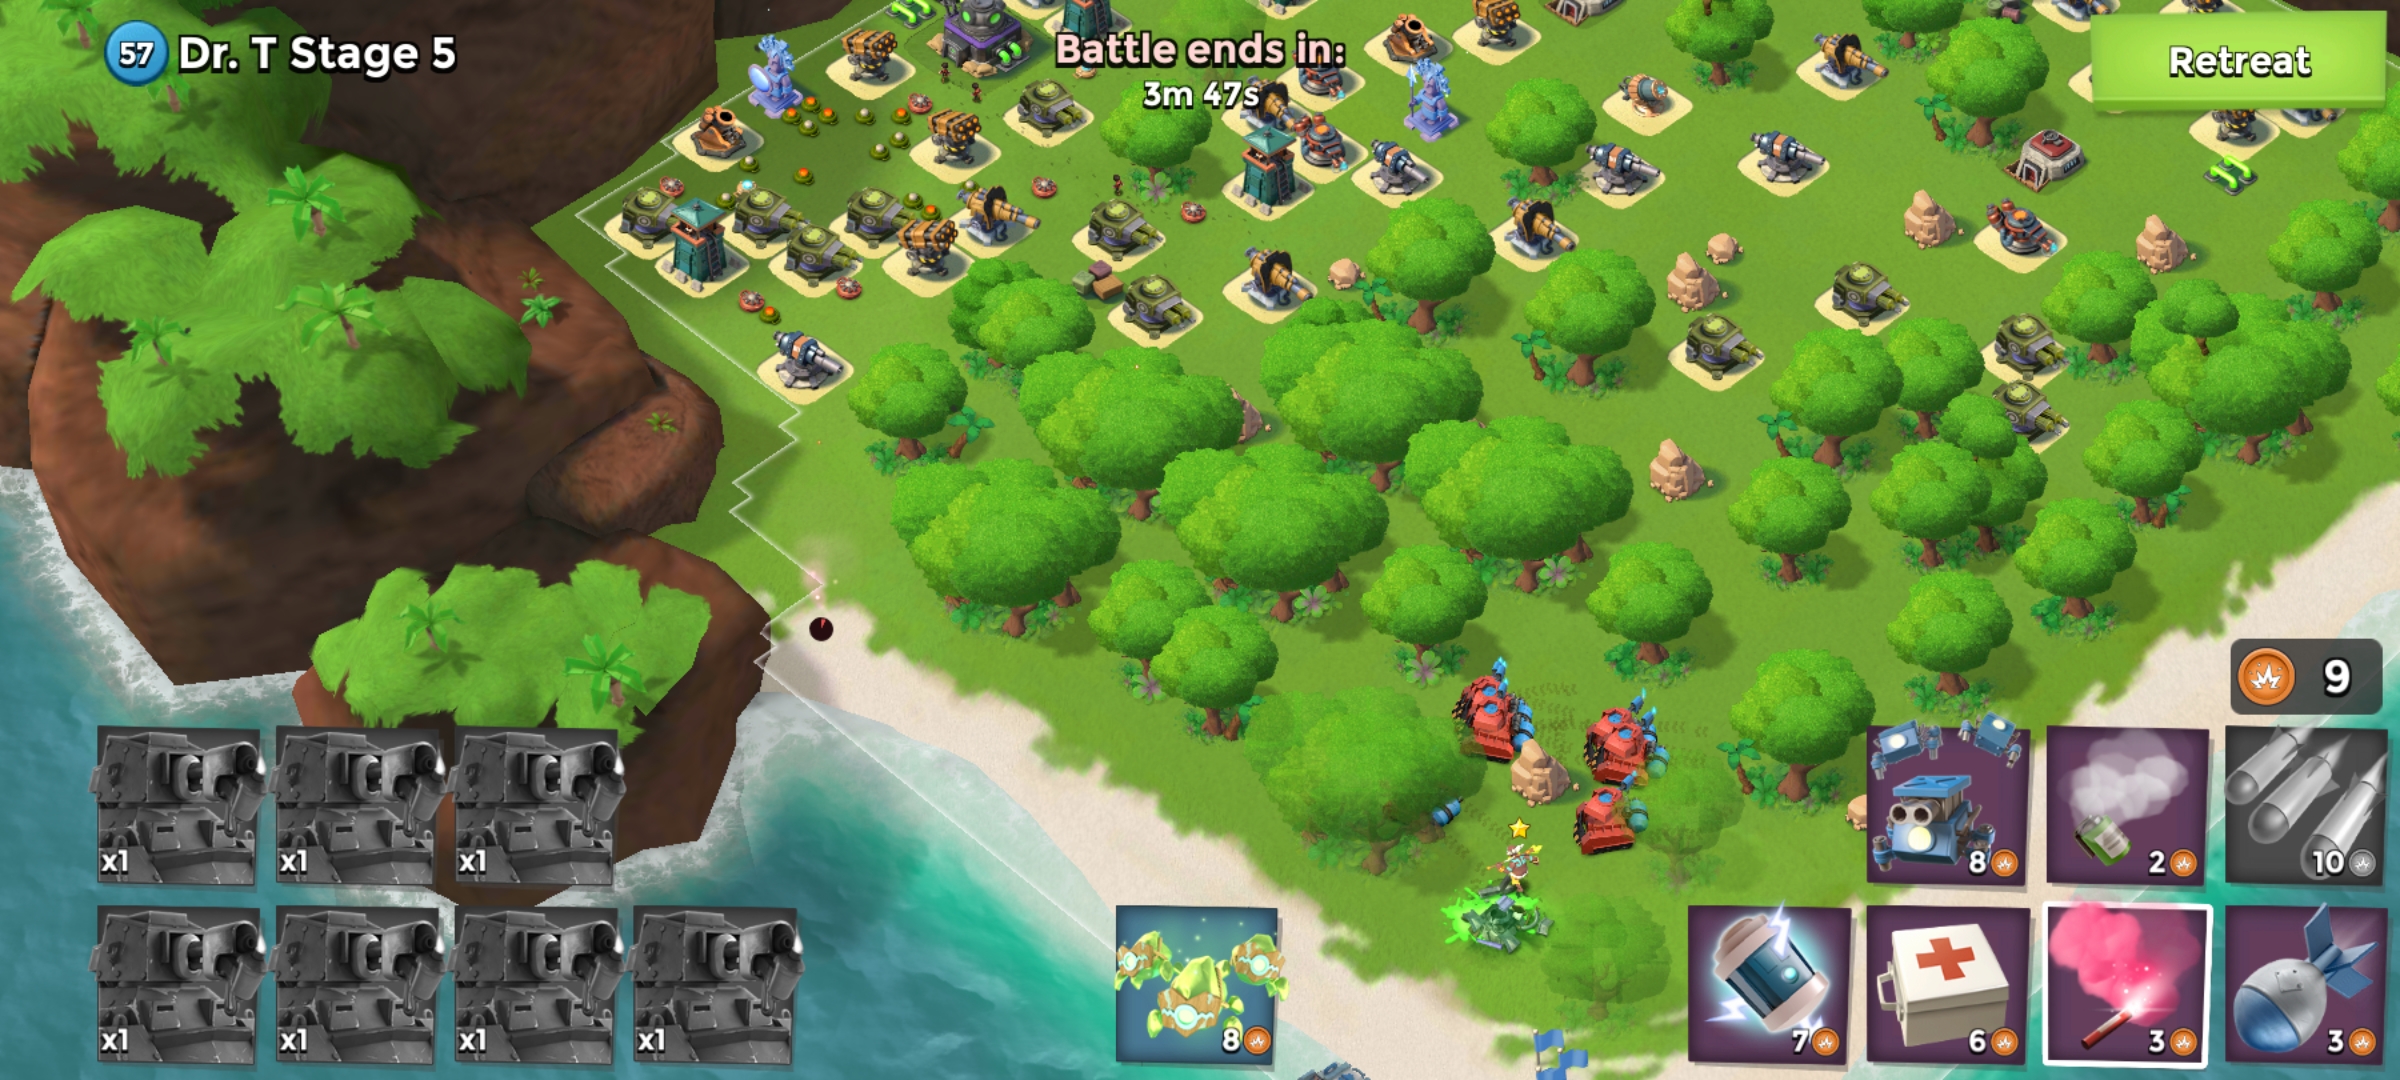 57 Dr. T Stage 5
Battle ends in:
3m 47s
Retreat
9
x1 x1 x1
8 2 10
x1 x1 x1 x1
8 7 6 3 3